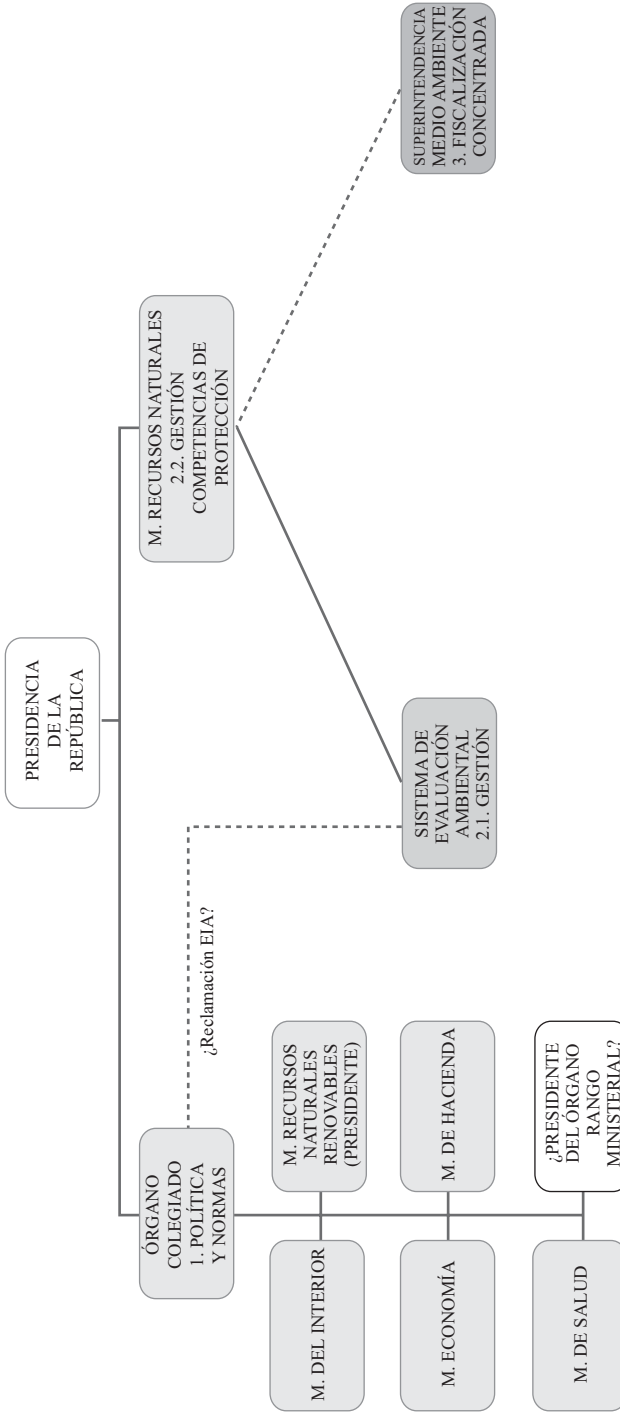 PRESIDENCIA
DE LA
REPÚBLICA
ÓRGANO
COLEGIADO
1. POLÍTICA
Y NORMAS
M. RECURSOS NATURALES
2.2. GESTIÓN
COMPETENCIAS DE
PROTECCIÓN
¿Reclamación EIA?
M. DEL INTERIOR
M. RECURSOS
NATURALES
RENOVABLES
(PRESIDENTE)
SISTEMA DE
EVALUACIÓN
AMBIENTAL
2.1. GESTIÓN
SUPERINTENDENCIA
MEDIO AMBIENTE
3. FISCALIZACIÓN
CONCENTRADA
M. ECONOMÍA
M. DE HACIENDA
M. DE SALUD
¿PRESIDENTE
DEL ÓRGANO
RANGO
MINISTERIAL?